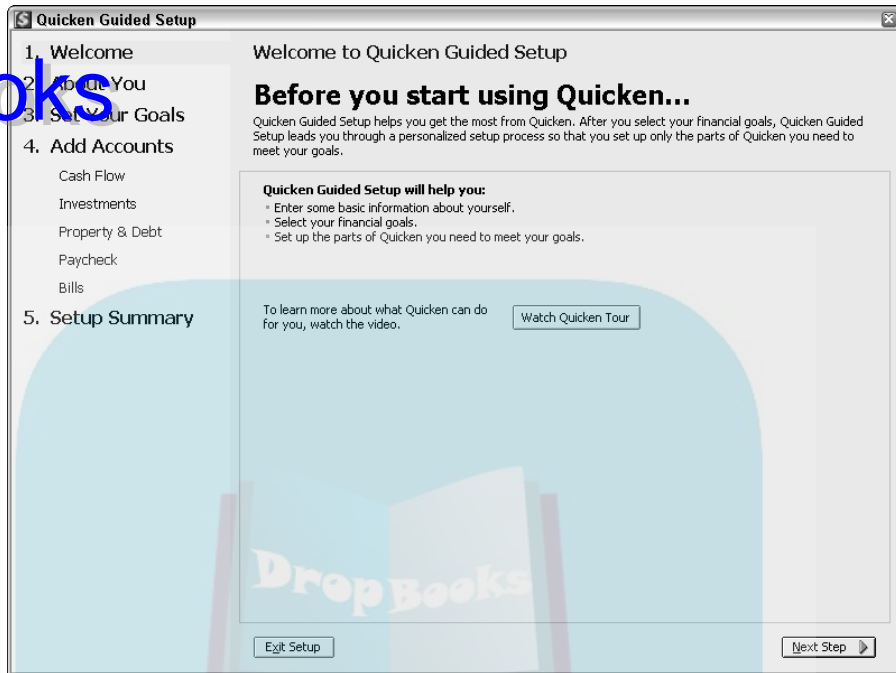 Quicken Guided Setup
1. Welcome
2. About You
3. Set Your Goals
4. Add Accounts
Cash Flow
Investments
Property & Debt
Paycheck
Bills
5. Setup Summary
oks
Welcome to Quicken Guided Setup
Before you start using Quicken...
Quicken Guided Setup helps you get the most from Quicken. After you select your financial goals, Quicken Guided
Setup leads you through a personalized setup process so that you set up only the parts of Quicken you need to
meet your goals.
Quicken Guided Setup will help you:
Enter some basic information about yourself.
Select your financial goals.
Set up the parts of Quicken you need to meet your goals.
To learn more about what Quicken can do
for you, watch the video.
Watch Quicken Tour
DropBooks
Exit Setup
Next Step